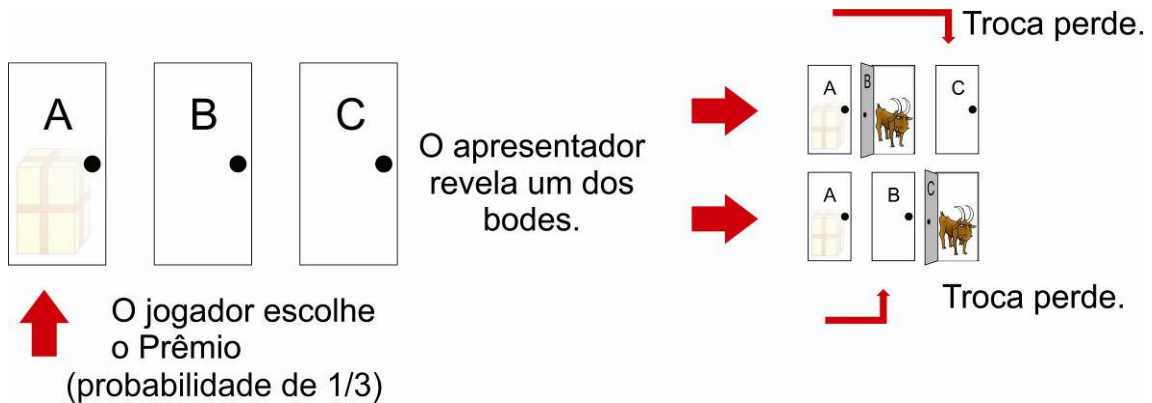 Troca perde.
A B C
O apresentador
revela um dos
bodes.
A B C
A B C
Troca perde.
O jogador escolhe
o Prêmio
(probabilidade de 1/3)